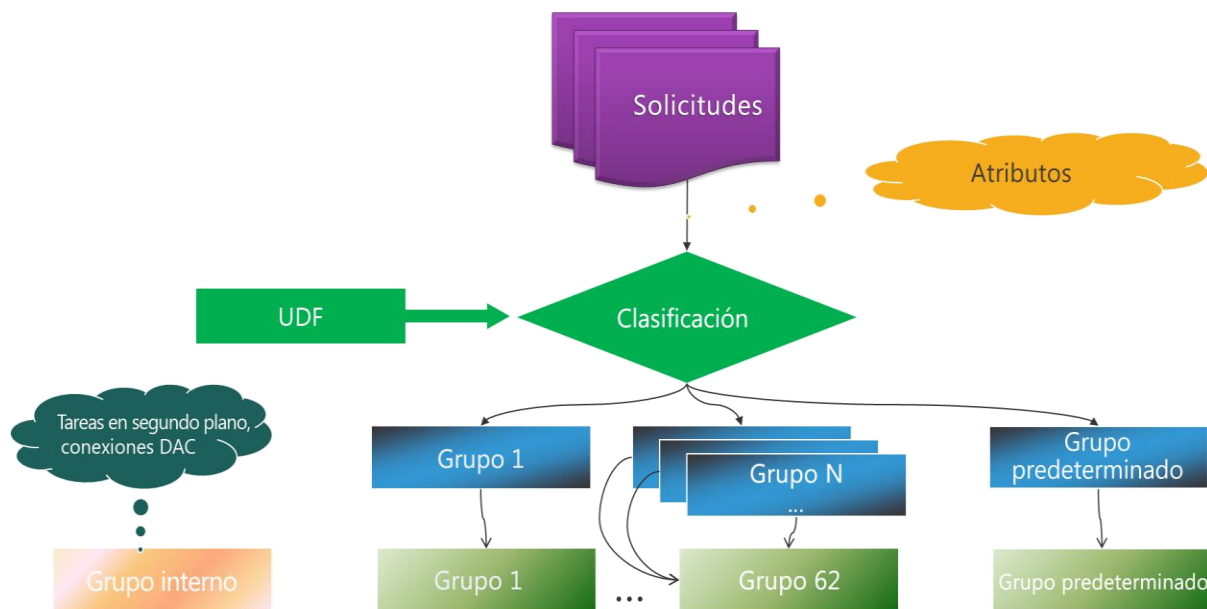 Solicitudes
Atributos
UDF
Clasificación
Tareas en segundo plano,
conexiones DAC
Grupo 1
Grupo N
...
Grupo
predeterminado
Grupo interno
Grupo 1
...
Grupo 62
Grupo predeterminado